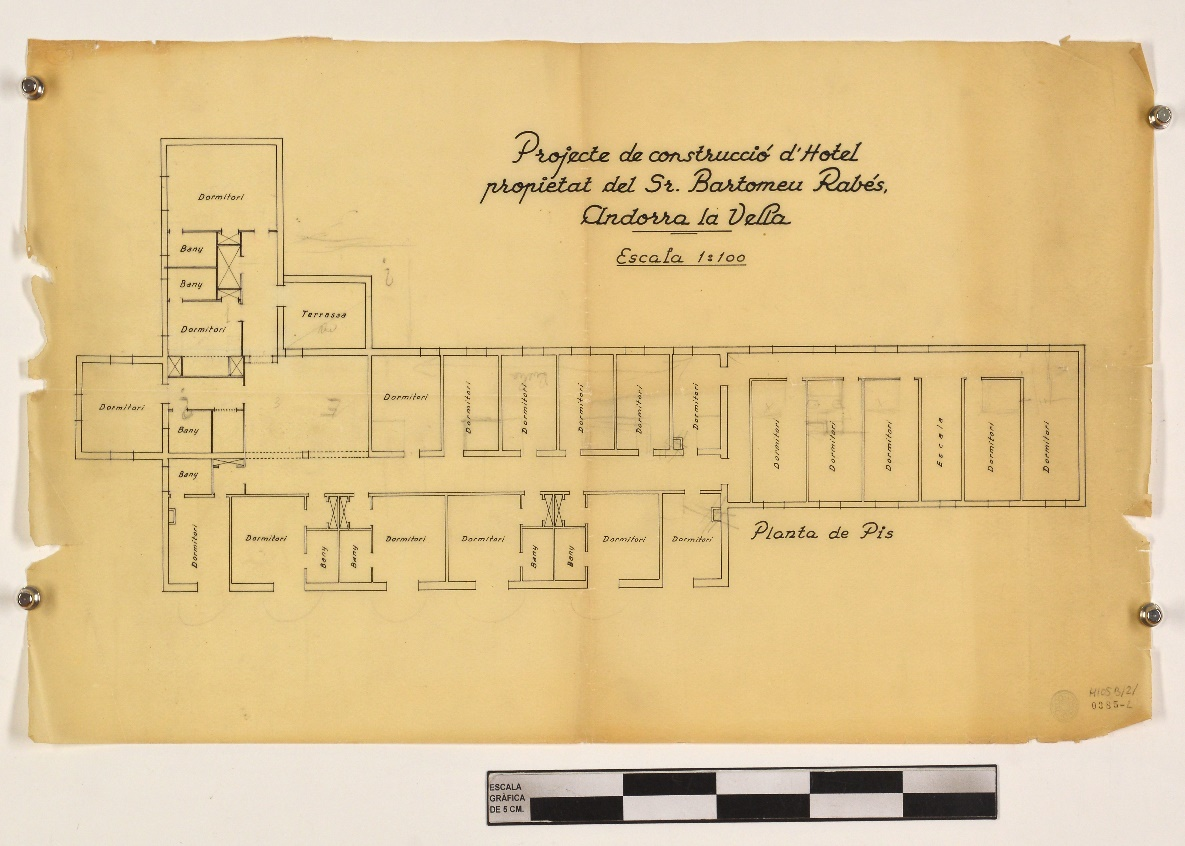 Projecte de construcció d'Hotel
propietat del Sr. Bartomeu Rabés,
Andorra la Vella
Escala 1:100
Dormitori
Bany
Bany
Terrassa
Dormitori
Dormitori
Bany
Dormitori
Dormitori
Dormitori
Dormitori
Dormitori
Dormitori
Dormitori
Dormitori
Dormitori
Escala
Dormitori
Dormitori
Bany
Dormitori
Dormitori
Bany
Bany
Dormitori
Dormitori
Bany
Bany
Dormitori
Dormitori
Planta de Pis
ESCALA
GRÀFICA
DE 5 CM.